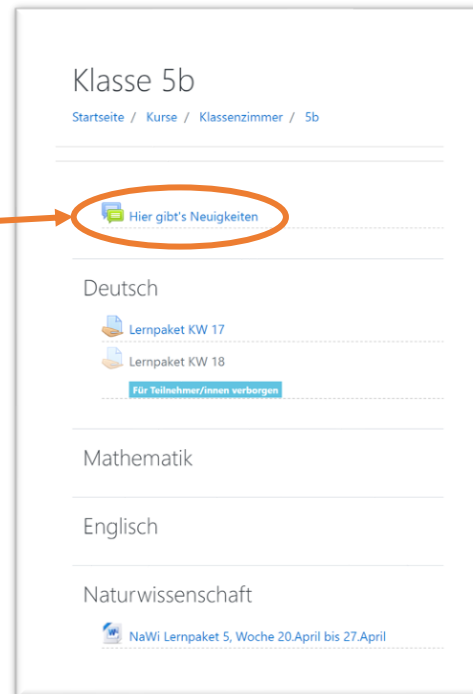 Klasse 5b
Startseite / Kurse / Klassenzimmer / 5b
Hier gibt's Neuigkeiten
Deutsch
Lernpaket KW 17
Lernpaket KW 18
Für Teilnehmer/innen verborgen
Mathematik
Englisch
Naturwissenschaft
NaWi Lernpaket 5, Woche 20.April bis 27.April